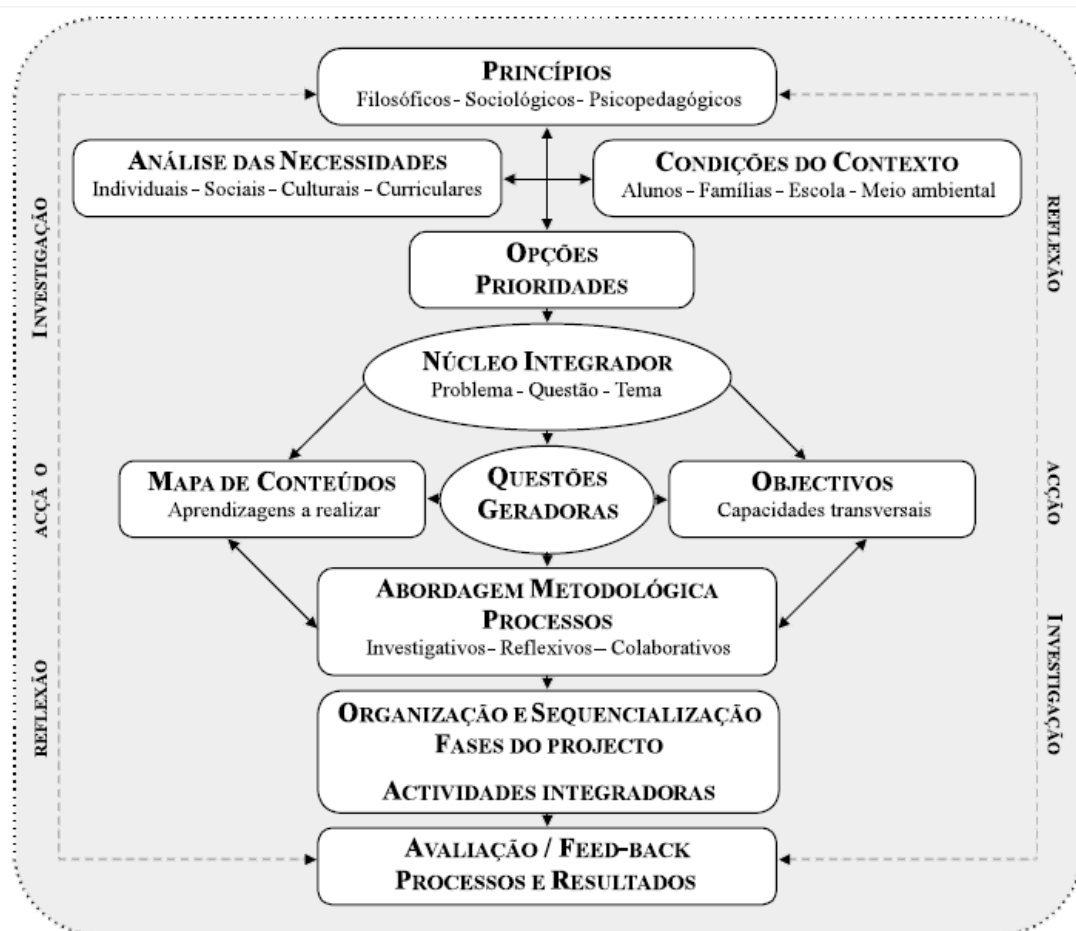 PRINCÍPIOS
Filosóficos - Sociológicos - Psicopedagógicos
ANÁLISE DAS NECESSIDADES
Individuais – Sociais – Culturais – Curriculares
CONDIÇÕES DO CONTEXTO
Alunos – Famílias – Escola - Meio ambiental
INVESTIGAÇÃO
REFLEXÃO
OPÇÕES
PRIORIDADES
NÚCLEO INTEGRADOR
Problema - Questão - Tema
ACÇÃ O
MAPA DE CONTEÚDOS
Aprendizagens a realizar
QUESTÕES
GERADORAS
OBJECTIVOS
Capacidades transversais
ACÇÃO
ABORDAGEM METODOLÓGICA
PROCESSOS
Investigativos- Reflexivos – Colaborativos
REFLEXÃO
INVESTIGAÇÃO
ORGANIZAÇÃO E SEQUENCIALIZAÇÃO
FASES DO PROJECTO
ACTIVIDADES INTEGRADORAS
AVALIAÇÃO / FEED-BACK
PROCESSOS E RESULTADOS